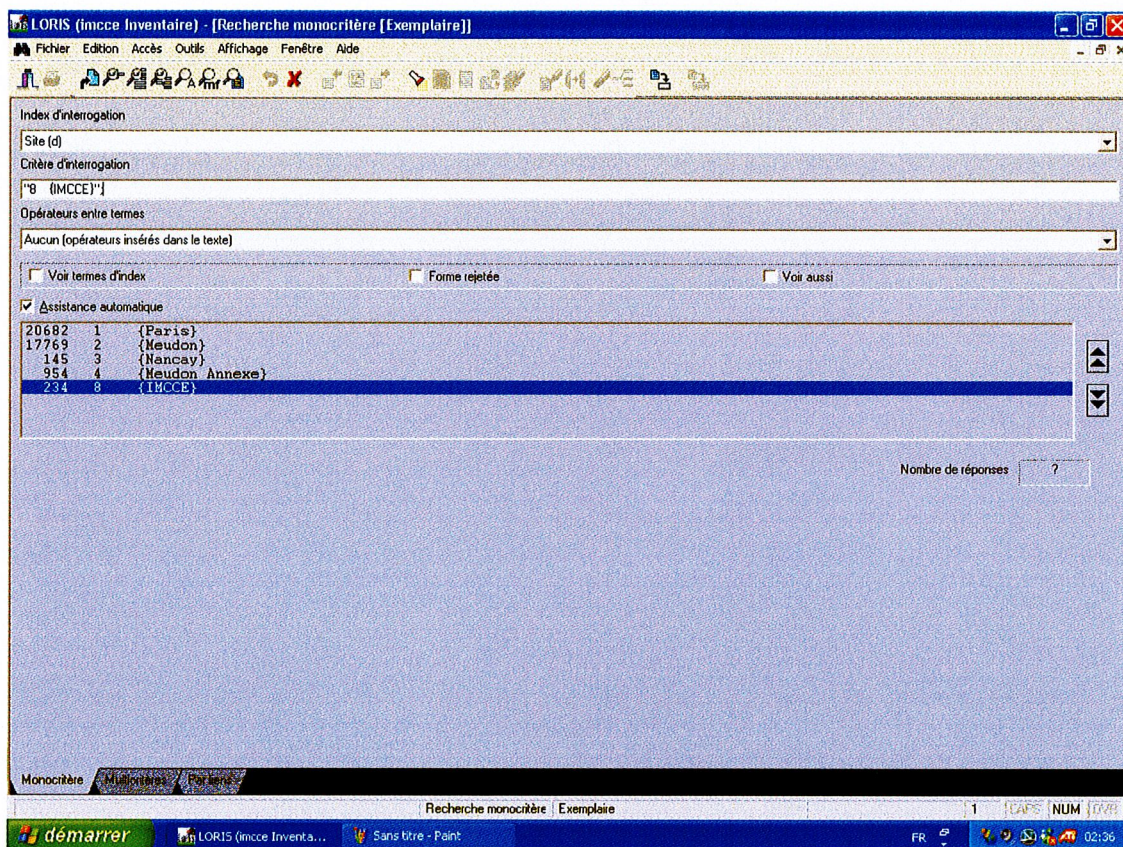 LORIS (imcce Inventaire) - [Recherche monocritère [Exemplaire]]
Fichier Edition Accès Outils Affichage Fenêtre Aide
Index d'interrogation
Site (d)
Critère d'interrogation
"8 {IMCCE}";
Opérateurs entre termes
Aucun (opérateurs insérés dans le texte)
Voir termes d'index Forme rejetée Voir aussi
Assistance automatique
20682 1 {Paris}
17769 2 {Meudon}
145 3 {Nancay}
954 4 {Meudon Annexe}
234 8 {IMCCE}
Nombre de réponses ?
Monocritère Multicritères Par liens
Recherche monocritère Exemplaire 1 CAPS NUM OVR
démarrer LORIS (imcce Inventa... Sans titre - Paint FR 02:36